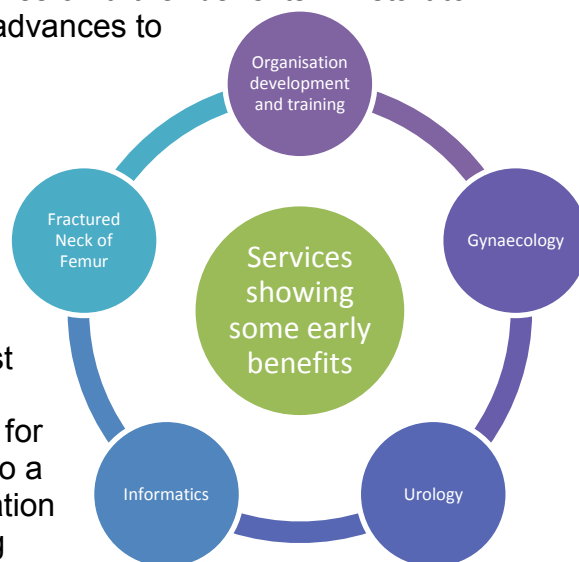 advances to
Organisation
development
and training
Fractured
Neck of
Femur
Gynaecology
Services
showing
some early
benefits
st
for
o a
Informatics
Urology
ation
g